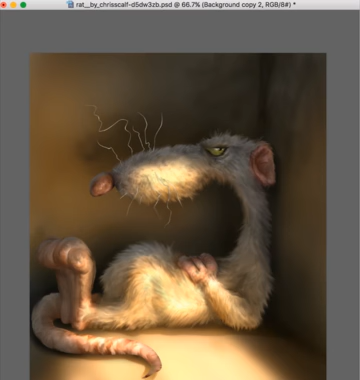 rat__by_chrisscalf-d5dw3zb.psd @ 66.7% (Background copy 2, RGB/8#) *